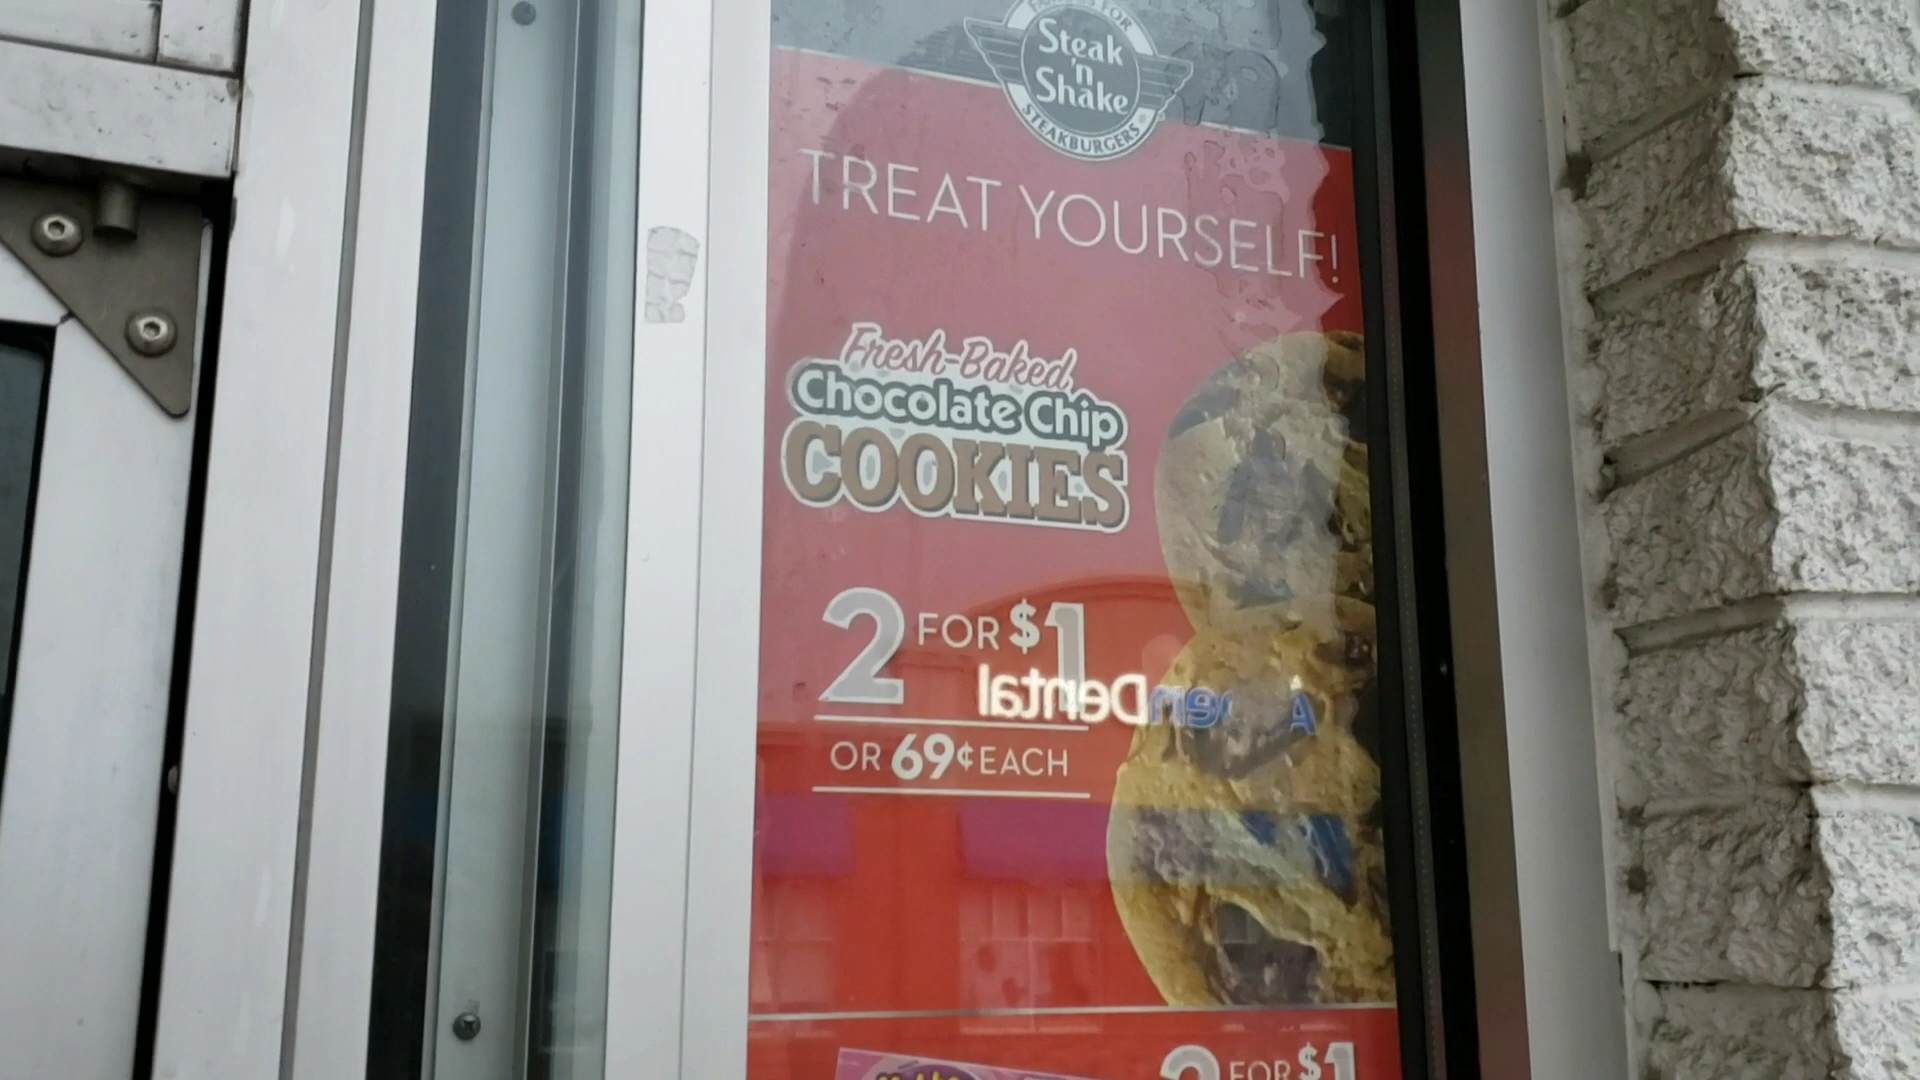 FAMOUS FOR
Steak
'n
Shake
STEAKBURGERS
TREAT YOURSELF!
Fresh-Baked
Chocolate Chip
COOKIES
2 FOR $1
Dental
OR 69¢ EACH
2 FOR $1